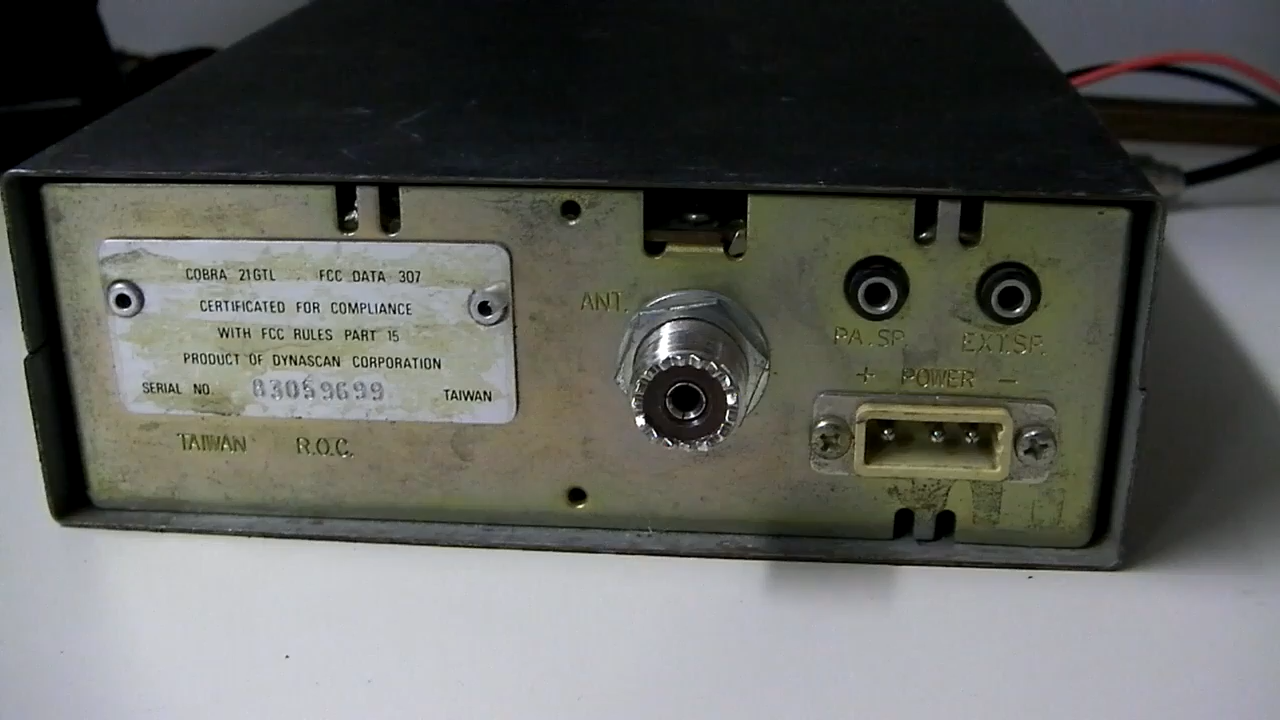 COBRA 21GTL FCC DATA 307
CERTIFICATED FOR COMPLIANCE
WITH FCC RULES PART 15
PRODUCT OF DYNASCAN CORPORATION
SERIAL NO. 83059699 TAIWAN
TAIWAN R.O.C.
ANT.
PA.SP. EXT.SP.
+ POWER −